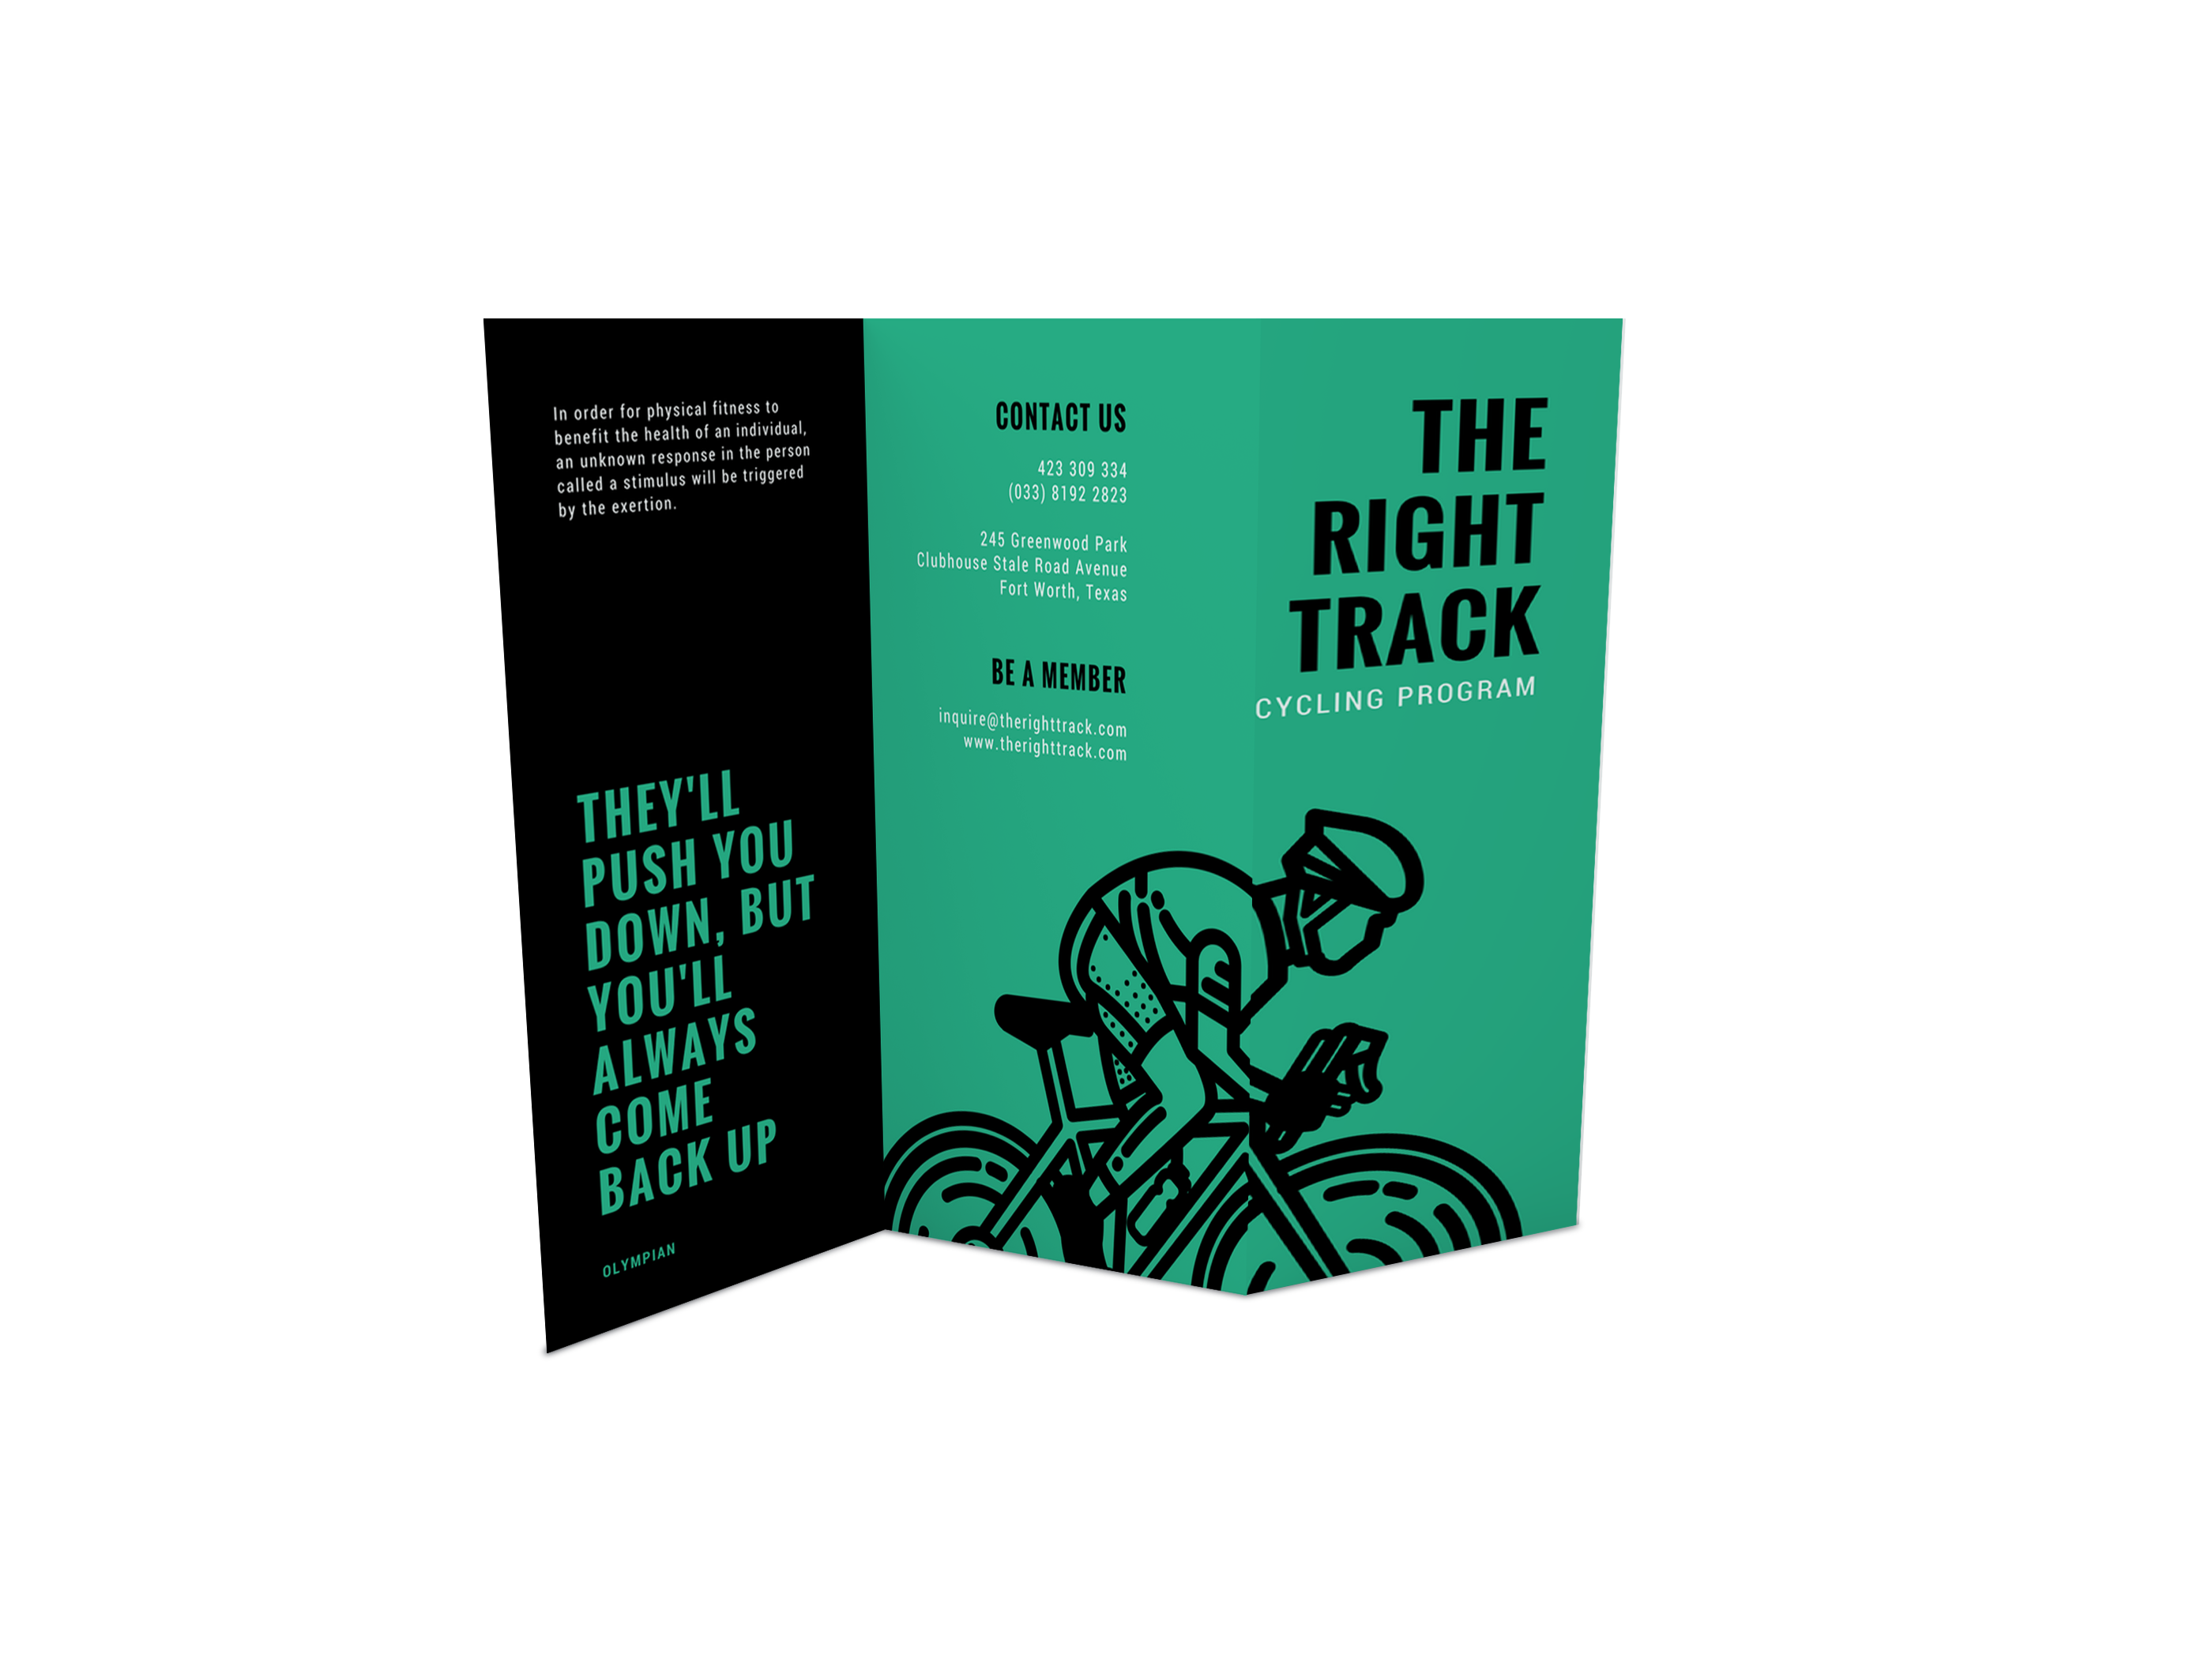 In order for physical fitness to
benefit the health of an individual,
an unknown response in the person
called a stimulus will be triggered
by the exertion.
THEY'LL
PUSH YOU
DOWN, BUT
YOU'LL
ALWAYS
COME
BACK UP
OLYMPIAN
CONTACT US
423 309 334
(033) 8192 2823
245 Greenwood Park
Clubhouse Stale Road Avenue
Fort Worth, Texas
BE A MEMBER
inquire@therighttrack.com
www.therighttrack.com
THE
RIGHT
TRACK
CYCLING PROGRAM